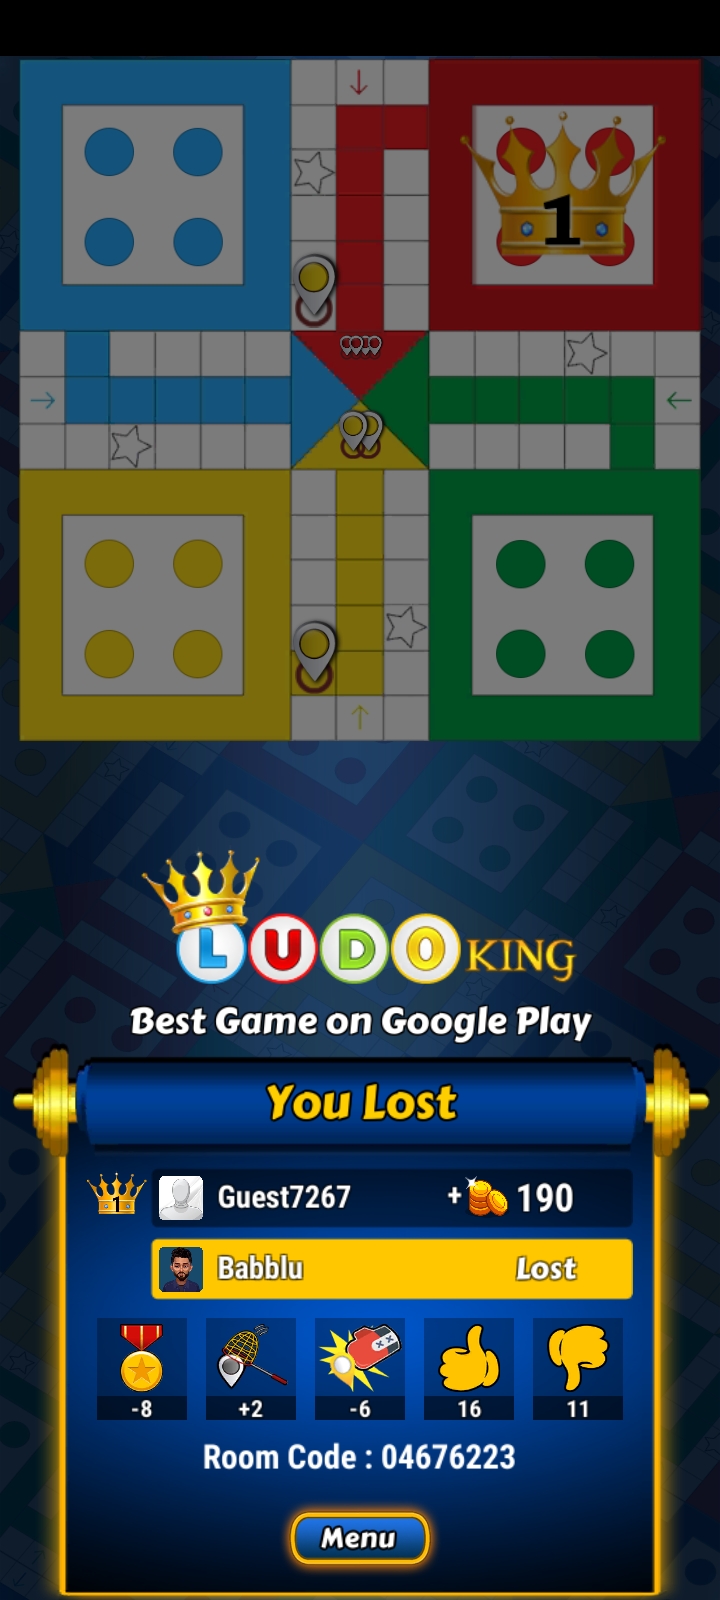 1
LUDO KING
Best Game on Google Play
You Lost
1 Guest7267 + 190
Babblu Lost
-8 +2 -6 16 11
Room Code : 04676223
Menu